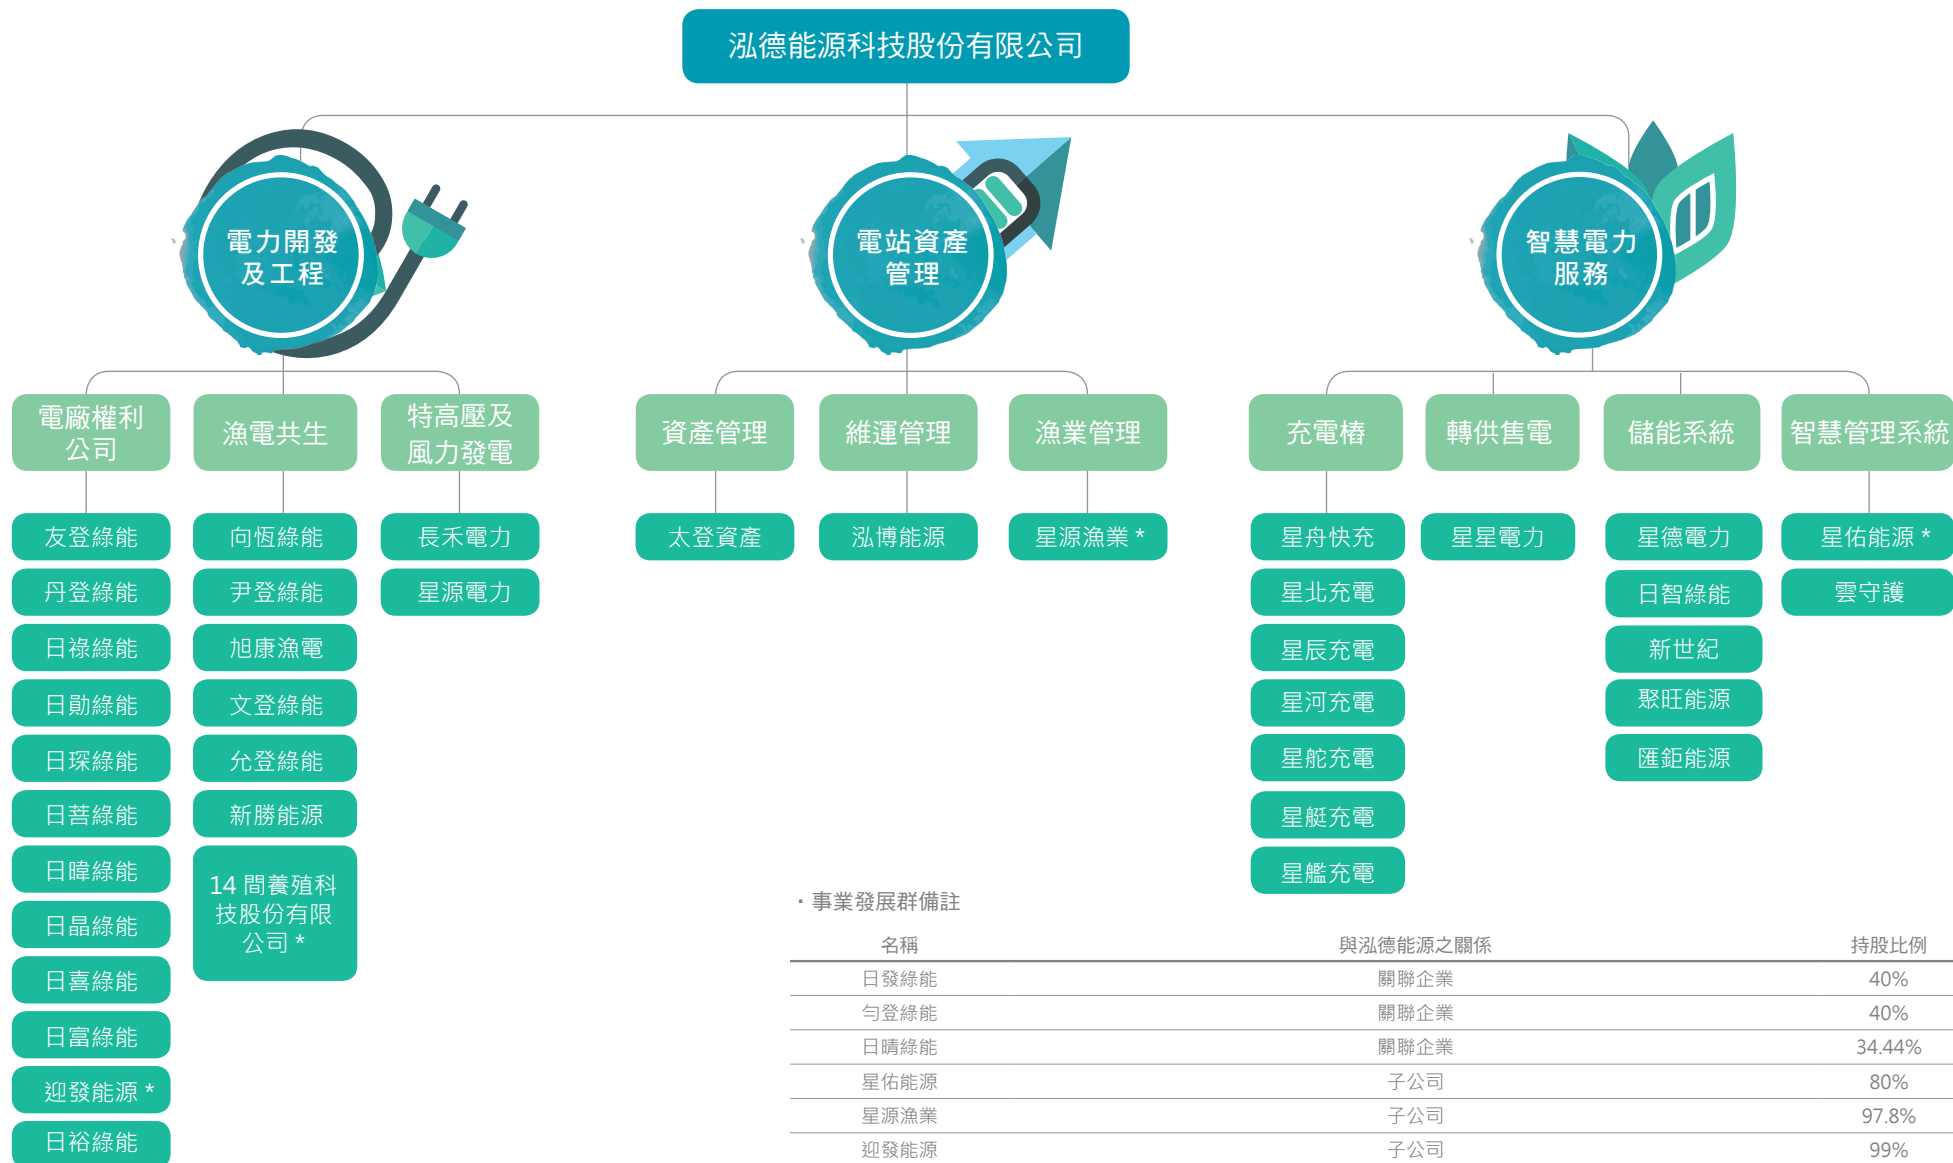 泓德能源科技股份有限公司
電力開發
及工程
電站資產
管理
智慧電力
服務
電廠權利
公司
漁電共生
特高壓及
風力發電
資產管理
維運管理
漁業管理
充電樁
轉供售電
儲能系統
智慧管理系統
友登綠能
丹登綠能
日祿綠能
日勛綠能
日琛綠能
日菩綠能
日暐綠能
日晶綠能
日喜綠能
日富綠能
迎發能源 *
日裕綠能
向恆綠能
尹登綠能
旭康漁電
文登綠能
允登綠能
新勝能源
14 間養殖科
技股份有限
公司 *
長禾電力
星源電力
太登資產
泓博能源
星源漁業 *
星舟快充
星北充電
星辰充電
星河充電
星舵充電
星艇充電
星艦充電
星星電力
星德電力
日智綠能
新世紀
聚旺能源
匯鉅能源
星佑能源 *
雲守護
・事業發展群備註
名稱 與泓德能源之關係 持股比例
日發綠能 關聯企業 40%
勻登綠能 關聯企業 40%
日晴綠能 關聯企業 34.44%
星佑能源 子公司 80%
星源漁業 子公司 97.8%
迎發能源 子公司 99%